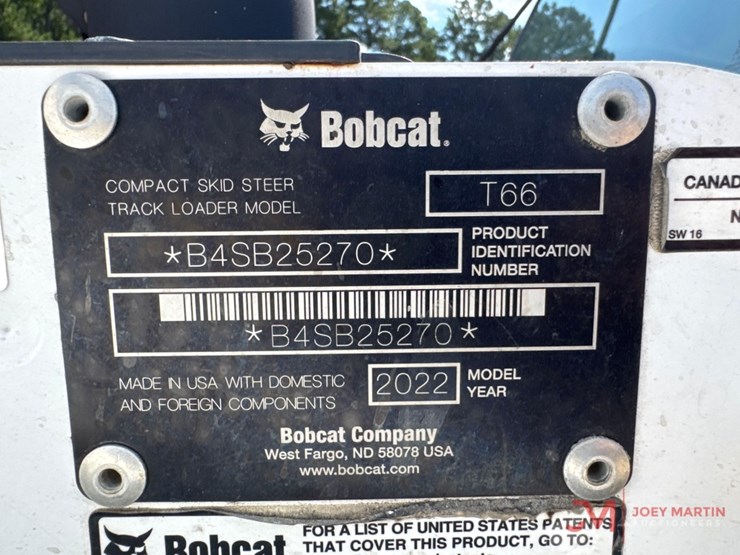 Bobcat.
COMPACT SKID STEER
TRACK LOADER MODEL
T66
*B4SB25270*
PRODUCT
IDENTIFICATION
NUMBER
*B4SB25270*
MADE IN USA WITH DOMESTIC
AND FOREIGN COMPONENTS
2022
MODEL
YEAR
Bobcat Company
West Fargo, ND 58078 USA
www.bobcat.com
CANAD
N
SW 16
Bobcat
FOR A LIST OF UNITED STATES PATENTS
THAT COVER THIS PRODUCT, GO TO:
JOEY MARTIN
AUCTIONEERS